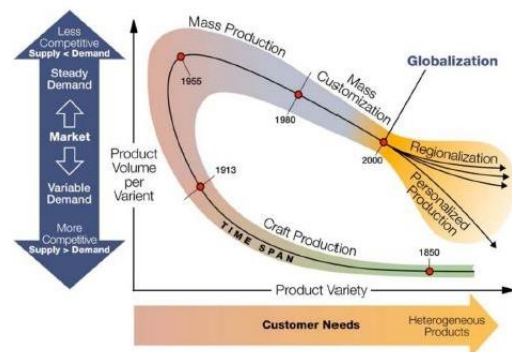 Less
Competitive
Supply < Demand
Steady
Demand
Market
Variable
Demand
More
Competitive
Supply > Demand
Product
Volume
per
Varient
Mass Production
Mass
Customization
Globalization
1955
1980
2000
Regionalization
Personalized
Production
1913
Craft Production
TIME SPAN
1850
Product Variety
Customer Needs
Heterogeneous
Products